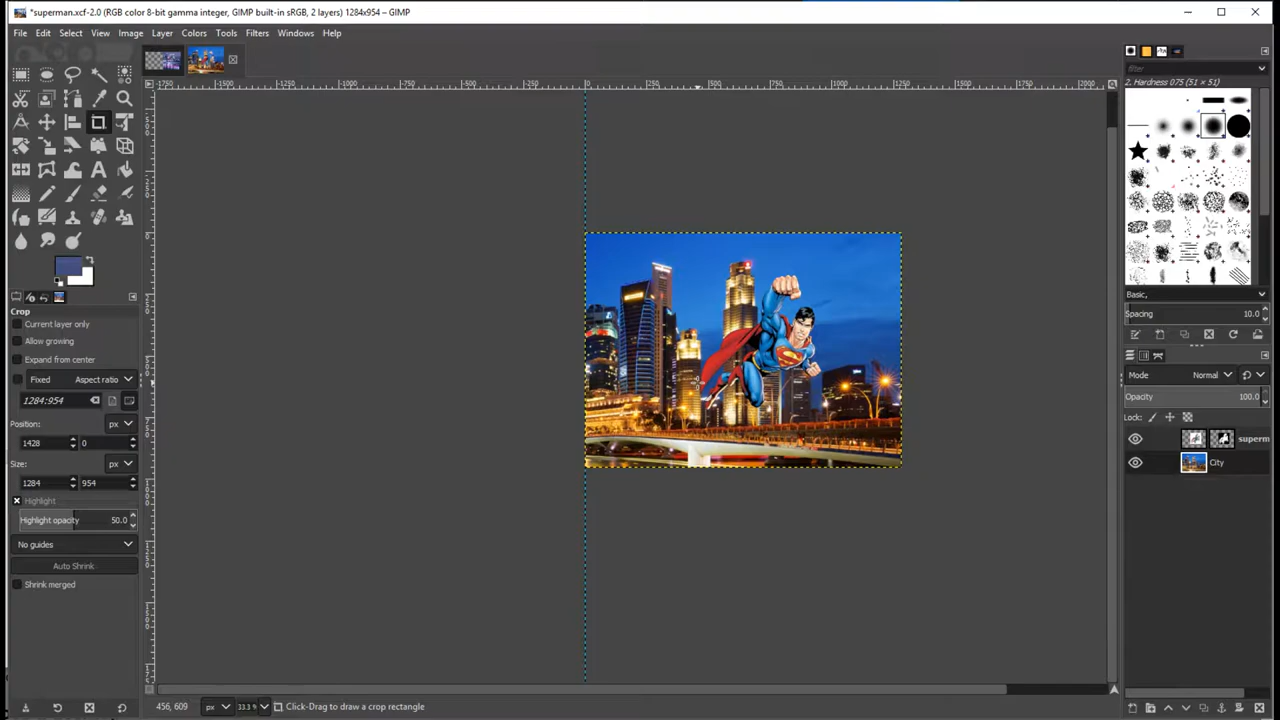 *superman.xcf-2.0 (RGB color 8-bit gamma integer, GIMP built-in sRGB, 2 layers) 1284x954 – GIMP
File Edit Select View Image Layer Colors Tools Filters Windows Help
filter
2. Hardness 075 (51 × 51)
Crop
Current layer only
Allow growing
Expand from center
Fixed Aspect ratio
1284:954
Position: px
1428 0
Size: px
1284 954
Highlight
Highlight opacity 50.0
No guides
Auto Shrink
Shrink merged
Basic,
Spacing 10.0
Mode Normal
Opacity 100.0
Lock:
superm
City
456, 609 px 33.3 % Click-Drag to draw a crop rectangle